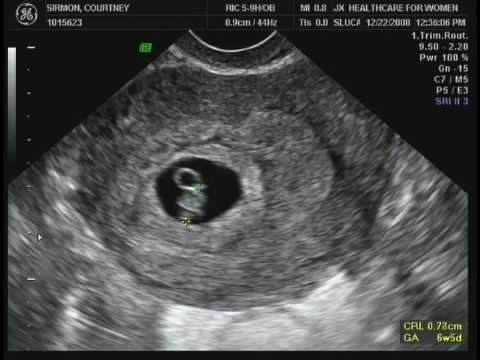 SIRMON, COURTNEY RIC 5-9H/OB MI 0.8 JX HEALTHCARE FOR WOMEN
1015623 8.9cm / 44Hz TIs 0.0 SLUCA 12/22/2008 12:36:06 PM
1.Trim.Rout.
9.50 - 2.20
Pwr 100 %
Gn -15
C7 / M5
P5 / E3
SRI II 3
CRL 0.78cm
GA 6w5d